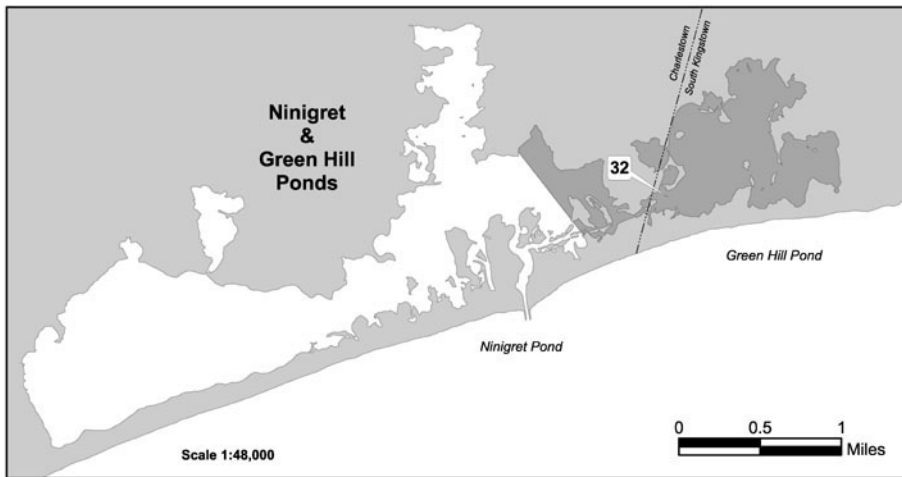 Ninigret
&
Green Hill
Ponds
Charlestown
South Kingstown
32
Green Hill Pond
Ninigret Pond
Scale 1:48,000
0 0.5 1
Miles